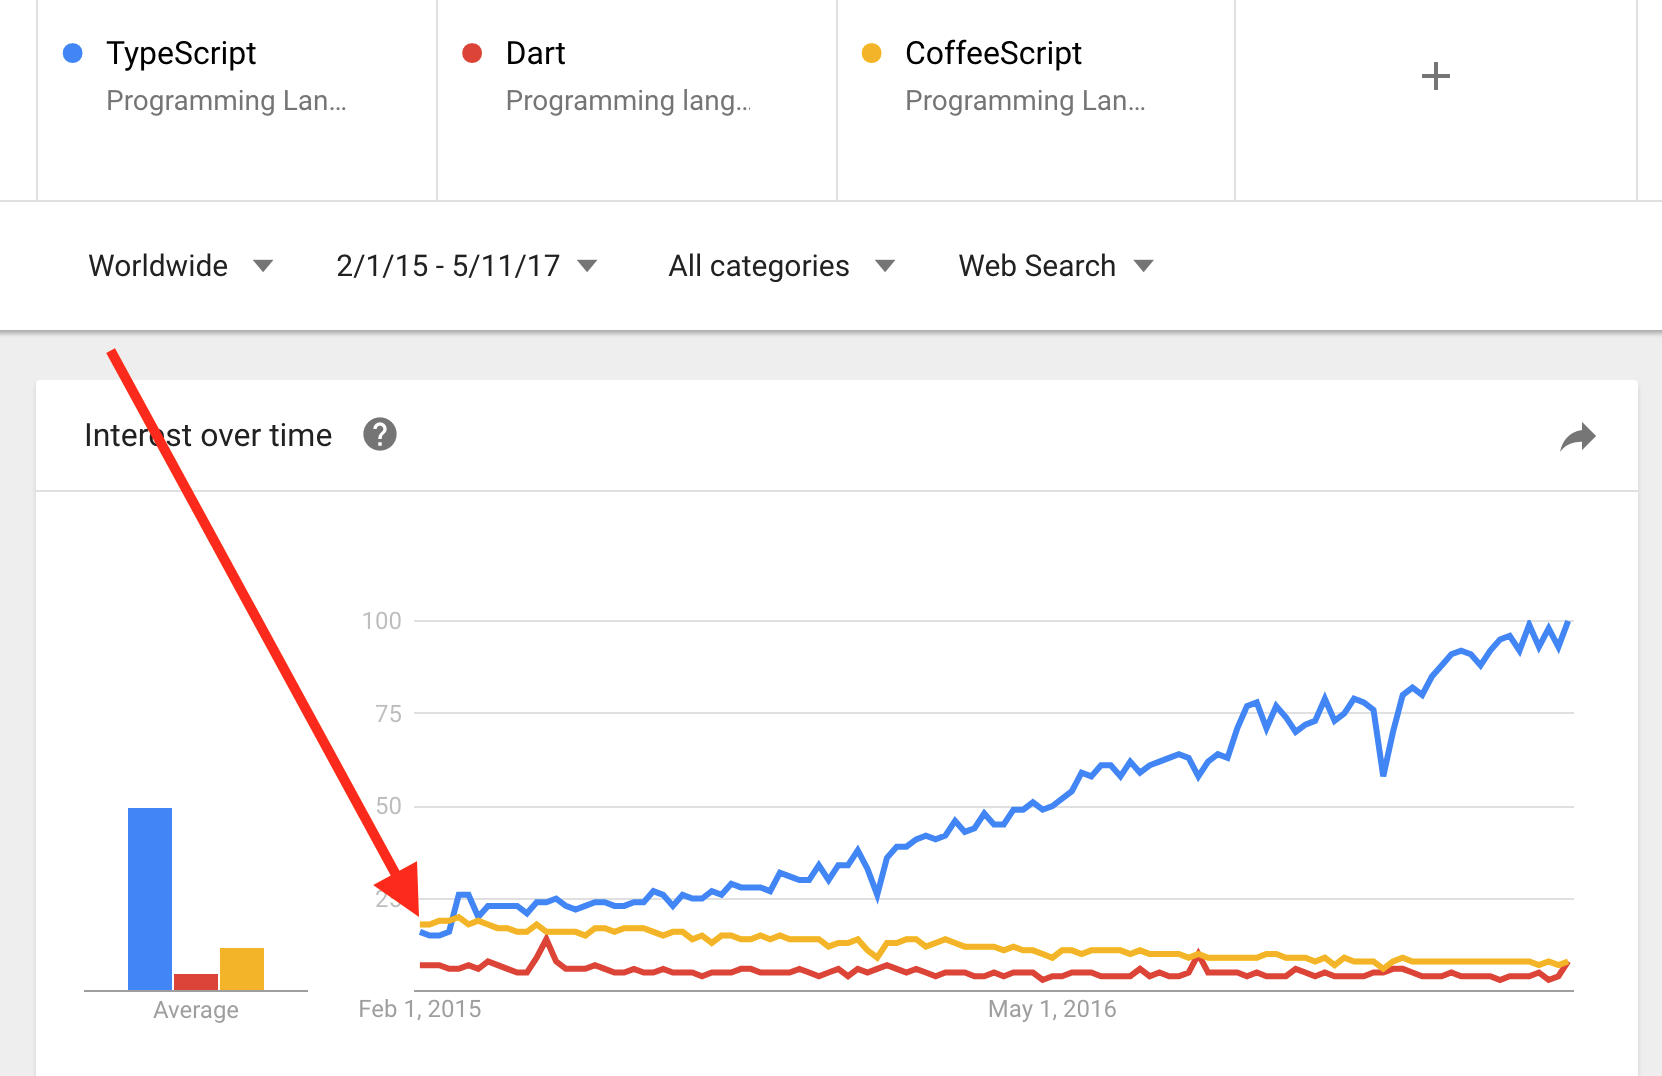 TypeScript
Programming Lan...
Dart
Programming lang...
CoffeeScript
Programming Lan...
+
Worldwide
2/1/15 - 5/11/17
All categories
Web Search
Interest over time
?
100
75
50
25
Average
Feb 1, 2015
May 1, 2016